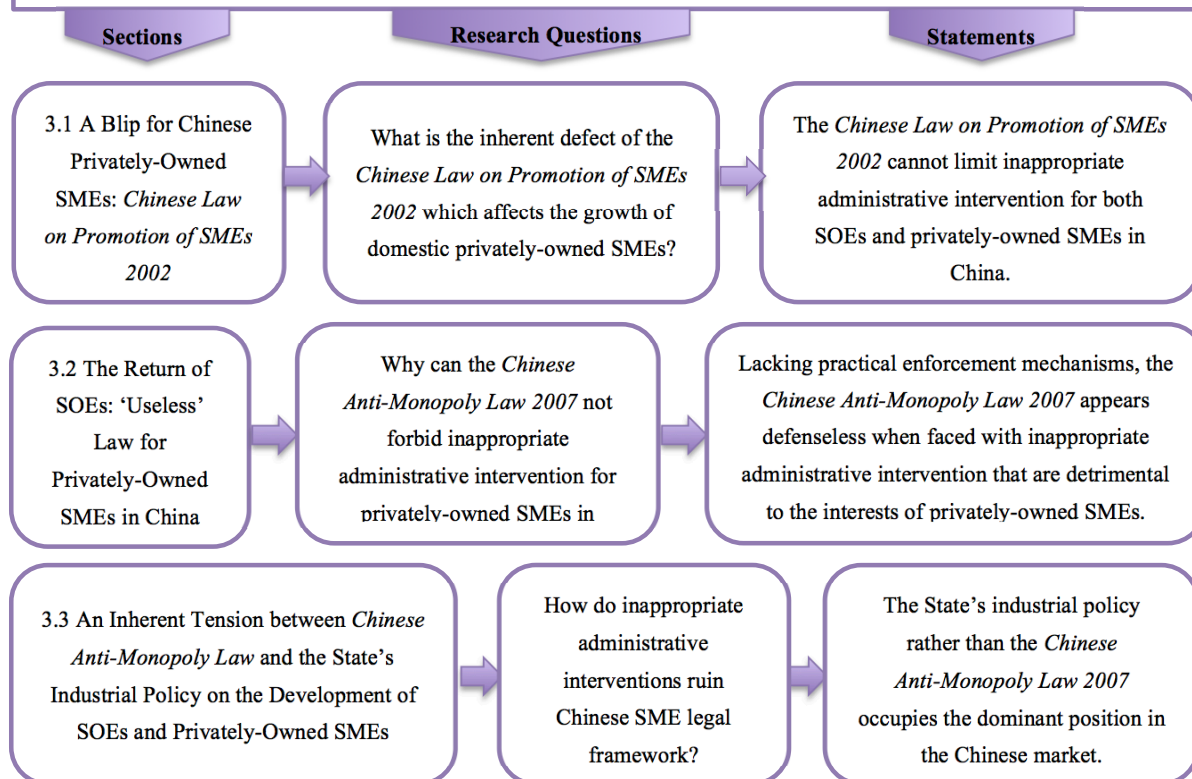 Sections
Research Questions
Statements
3.1 A Blip for Chinese
Privately-Owned
SMEs: Chinese Law
on Promotion of SMEs
2002
What is the inherent defect of the
Chinese Law on Promotion of SMEs
2002 which affects the growth of
domestic privately-owned SMEs?
The Chinese Law on Promotion of SMEs
2002 cannot limit inappropriate
administrative intervention for both
SOEs and privately-owned SMEs in
China.
3.2 The Return of
SOEs: ‘Useless’
Law for
Privately-Owned
SMEs in China
Why can the Chinese
Anti-Monopoly Law 2007 not
forbid inappropriate
administrative intervention for
privately-owned SMEs in
Lacking practical enforcement mechanisms, the
Chinese Anti-Monopoly Law 2007 appears
defenseless when faced with inappropriate
administrative intervention that are detrimental
to the interests of privately-owned SMEs.
3.3 An Inherent Tension between Chinese
Anti-Monopoly Law and the State’s
Industrial Policy on the Development of
SOEs and Privately-Owned SMEs
How do inappropriate
administrative
interventions ruin
Chinese SME legal
framework?
The State’s industrial policy
rather than the Chinese
Anti-Monopoly Law 2007
occupies the dominant position in
the Chinese market.